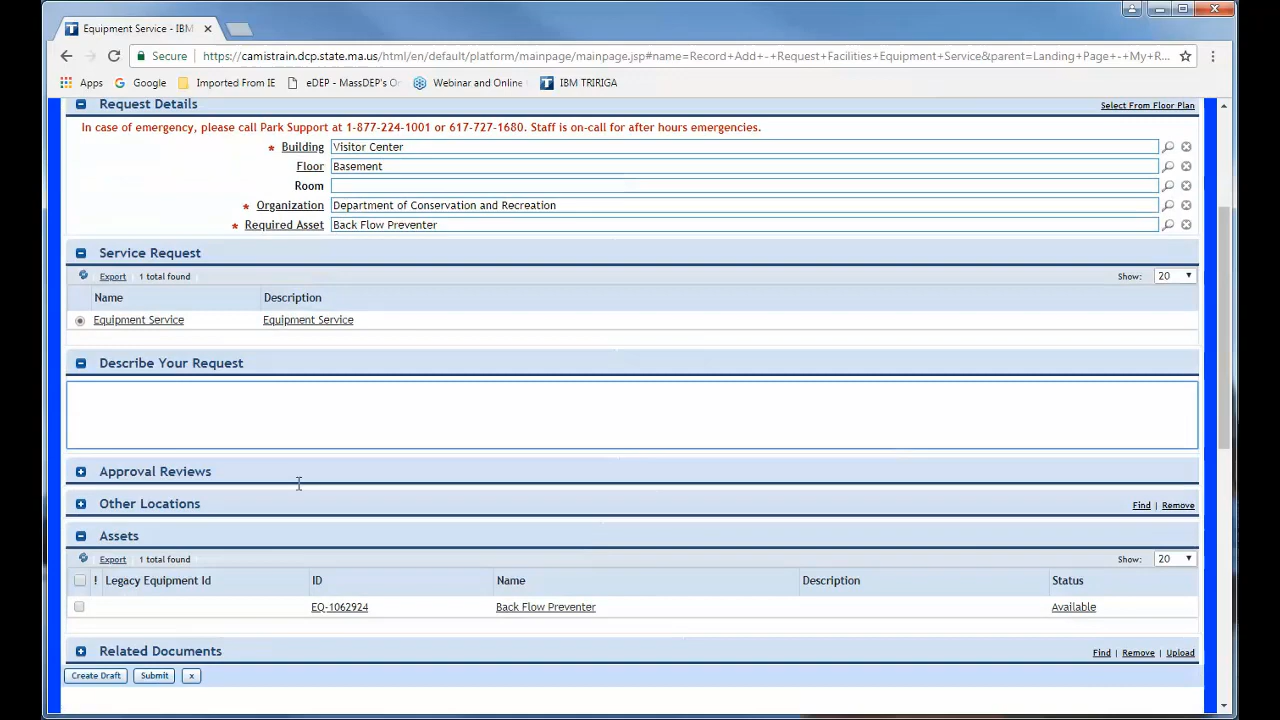 Equipment Service - IBM
Secure https://camistrain.dcp.state.ma.us/html/en/default/platform/mainpage/mainpage.jsp#name=Record+Add+-+Request+Facilities+Equipment+Service&parent=Landing+Page+-+My+R...
Apps Google Imported From IE eDEP - MassDEP's O Webinar and Online IBM TRIRIGA
Request Details Select From Floor Plan
In case of emergency, please call Park Support at 1-877-224-1001 or 617-727-1680. Staff is on-call for after hours emergencies.
* Building Visitor Center
Floor Basement
Room
* Organization Department of Conservation and Recreation
* Required Asset Back Flow Preventer
Service Request
Export 1 total found Show: 20
Name Description
Equipment Service Equipment Service
Describe Your Request
Approval Reviews
Other Locations Find | Remove
Assets
Export 1 total found Show: 20
! Legacy Equipment Id ID Name Description Status
EQ-1062924 Back Flow Preventer Available
Related Documents Find | Remove | Upload
Create Draft Submit x